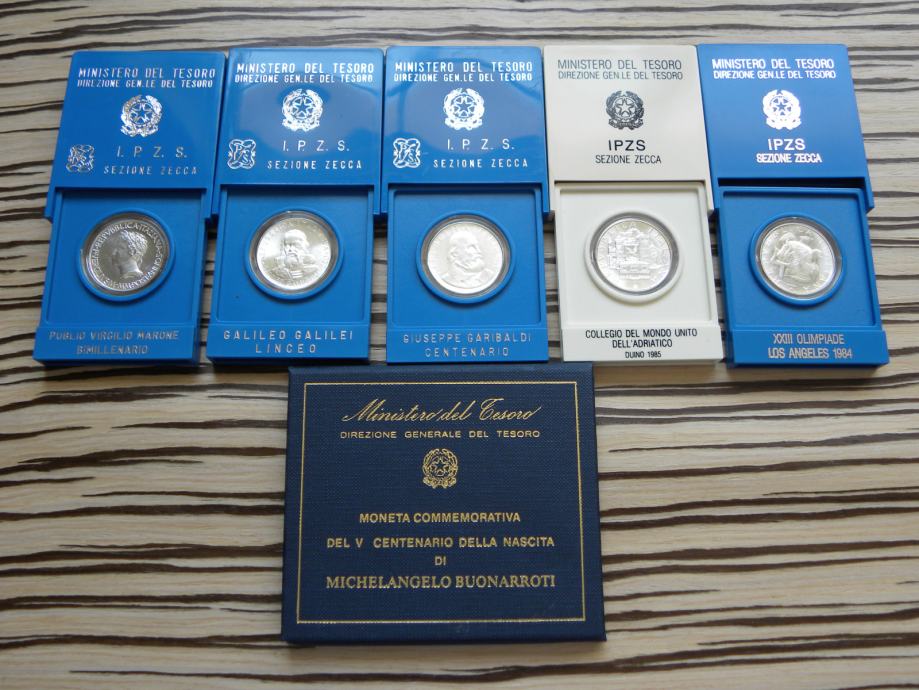 MINISTERO DEL TESORO
DIREZIONE GEN.LE DEL TESORO
I. P. Z. S.
SEZIONE ZECCA
PUBLIO VIRGILIO MARONE
BIMILLENARIO
MINISTERO DEL TESORO
DIREZIONE GEN.LE DEL TESORO
I. P. Z. S.
SEZIONE ZECCA
GALILEO GALILEI
LINCEO
MINISTERO DEL TESORO
DIREZIONE GEN.LE DEL TESORO
I. P. Z. S.
SEZIONE ZECCA
GIUSEPPE GARIBALDI
CENTENARIO
MINISTERO DEL TESORO
DIREZIONE GEN.LE DEL TESORO
IPZS
SEZIONE ZECCA
COLLEGIO DEL MONDO UNITO
DELL'ADRIATICO
DUINO 1985
MINISTERO DEL TESORO
DIREZIONE GEN.LE DEL TESORO
IPZS
SEZIONE ZECCA
XXIII OLIMPIADE
LOS ANGELES 1984
Ministero del Tesoro
DIREZIONE GENERALE DEL TESORO
MONETA COMMEMORATIVA
DEL V CENTENARIO DELLA NASCITA
DI
MICHELANGELO BUONARROTI